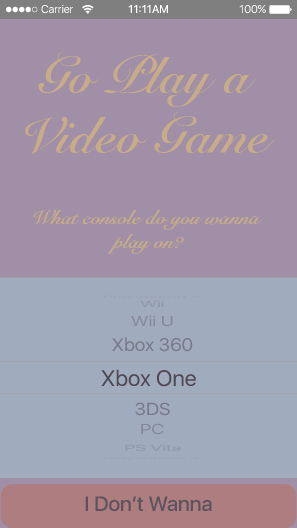 Carrier 11:11AM 100%
Go Play a
Video Game
What console do you wanna
play on?
Wii
Wii U
Xbox 360
Xbox One
3DS
PC
PS Vita
I Don't Wanna